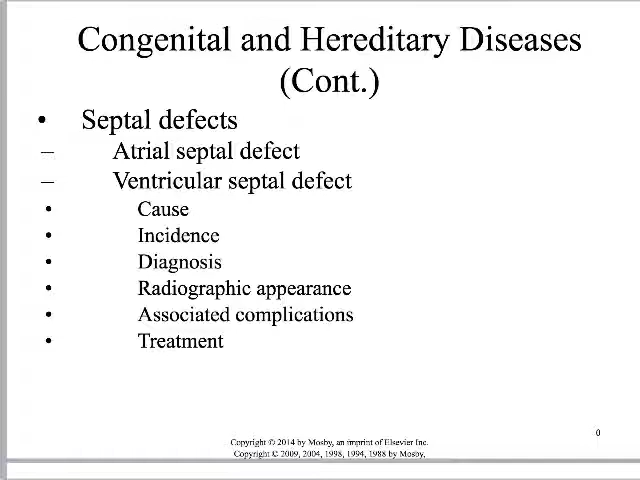 Congenital and Hereditary Diseases
(Cont.)
• Septal defects
– Atrial septal defect
– Ventricular septal defect
• Cause
• Incidence
• Diagnosis
• Radiographic appearance
• Associated complications
• Treatment
0
Copyright © 2014 by Mosby, an imprint of Elsevier Inc.
Copyright © 2009, 2004, 1998, 1994, 1988 by Mosby,